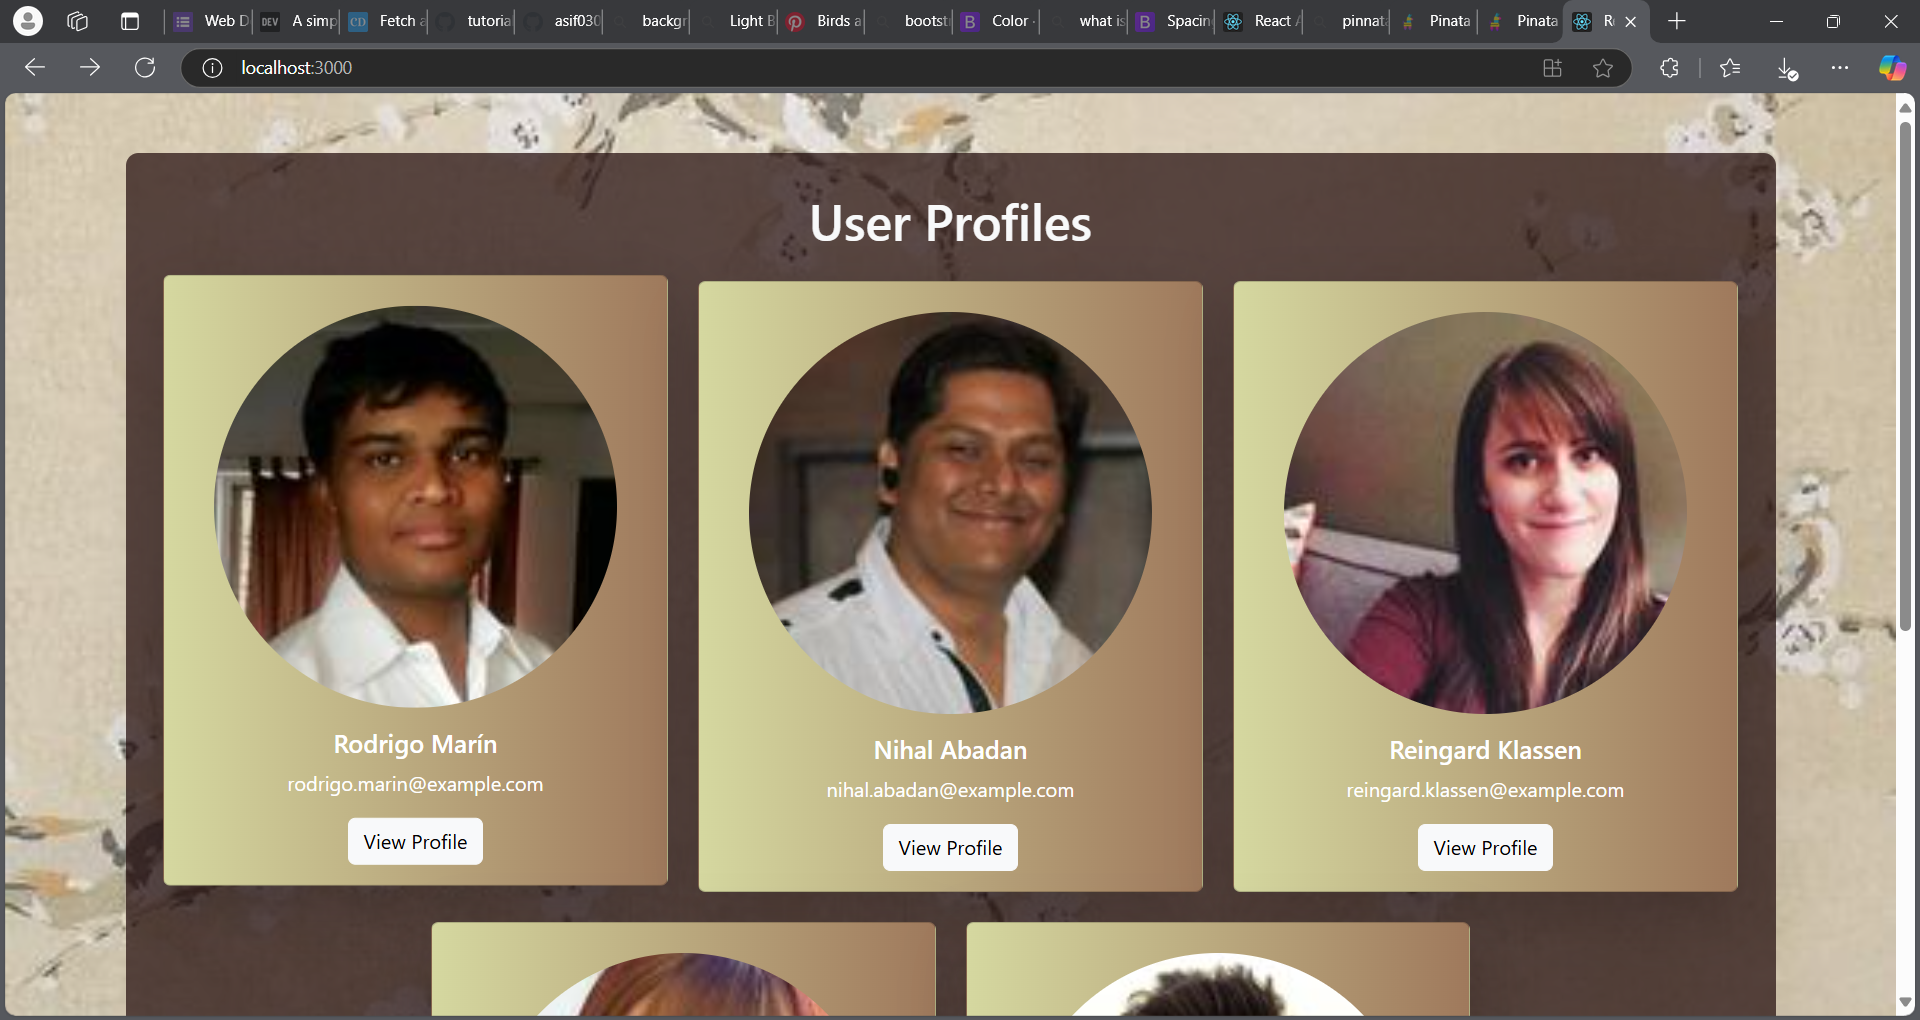 Web D
DEV
A simp
CD
Fetch a
tutoria
asif030
backgr
Light B
Birds a
bootst
B
Color
what is
B
Spacin
React A
pinnat
Pinata
Pinata
R
localhost:3000
User Profiles
Rodrigo Marín
rodrigo.marin@example.com
View Profile
Nihal Abadan
nihal.abadan@example.com
View Profile
Reingard Klassen
reingard.klassen@example.com
View Profile